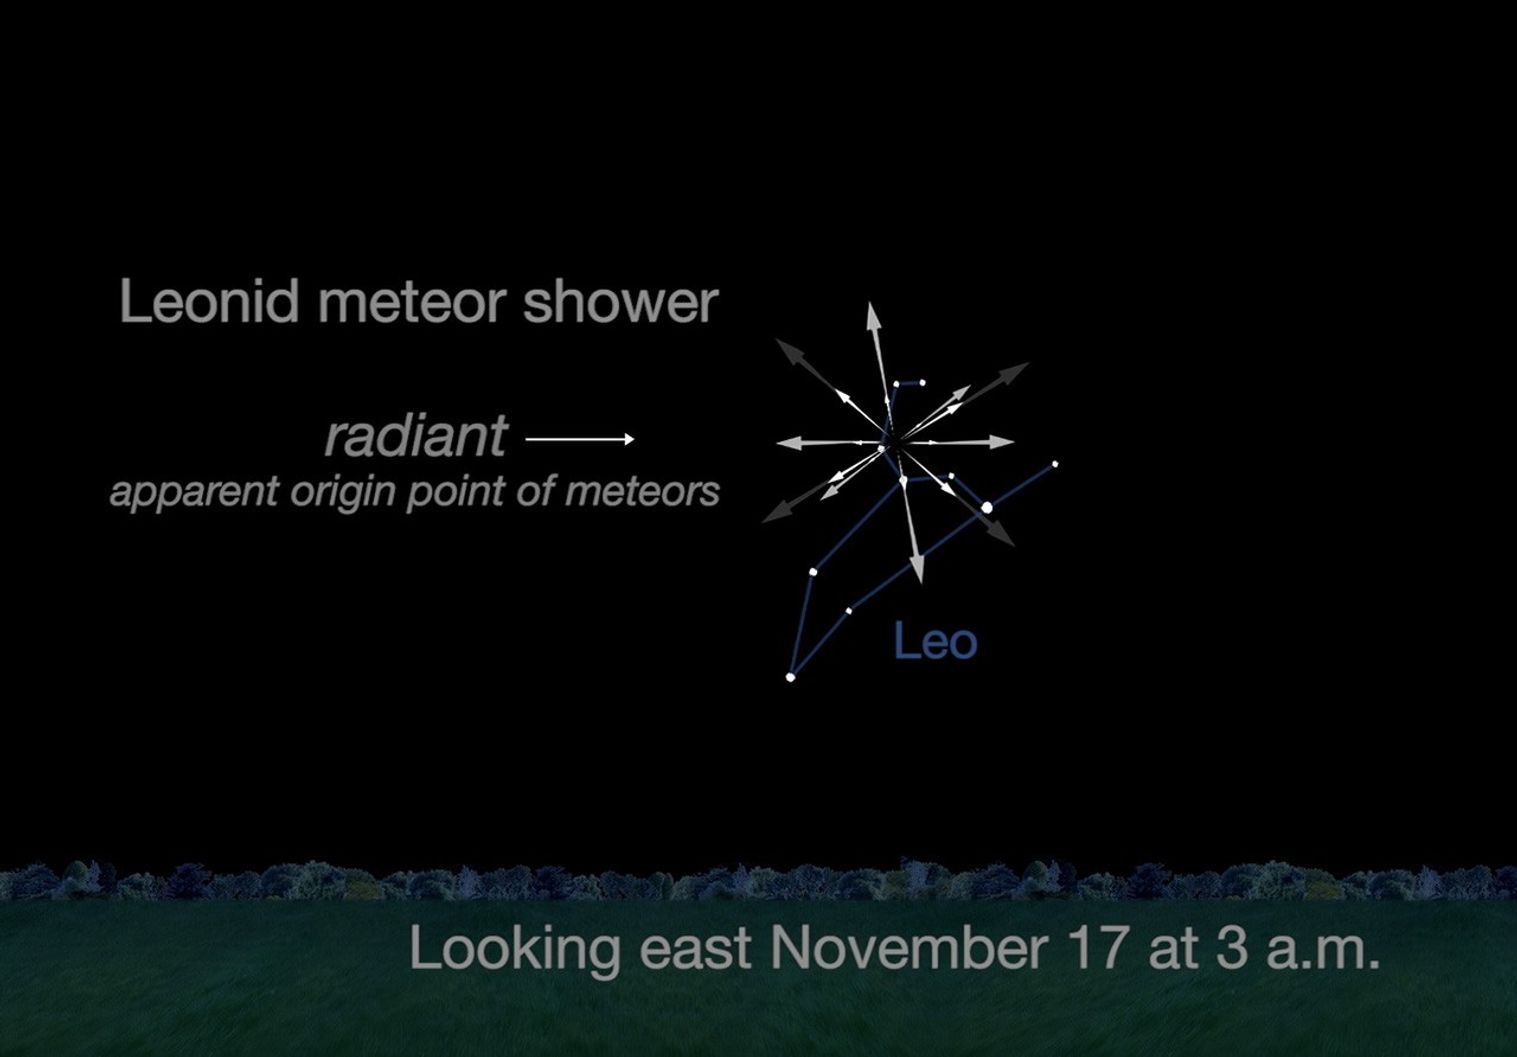 Leonid meteor shower
radiant
apparent origin point of meteors
Leo
Looking east November 17 at 3 a.m.